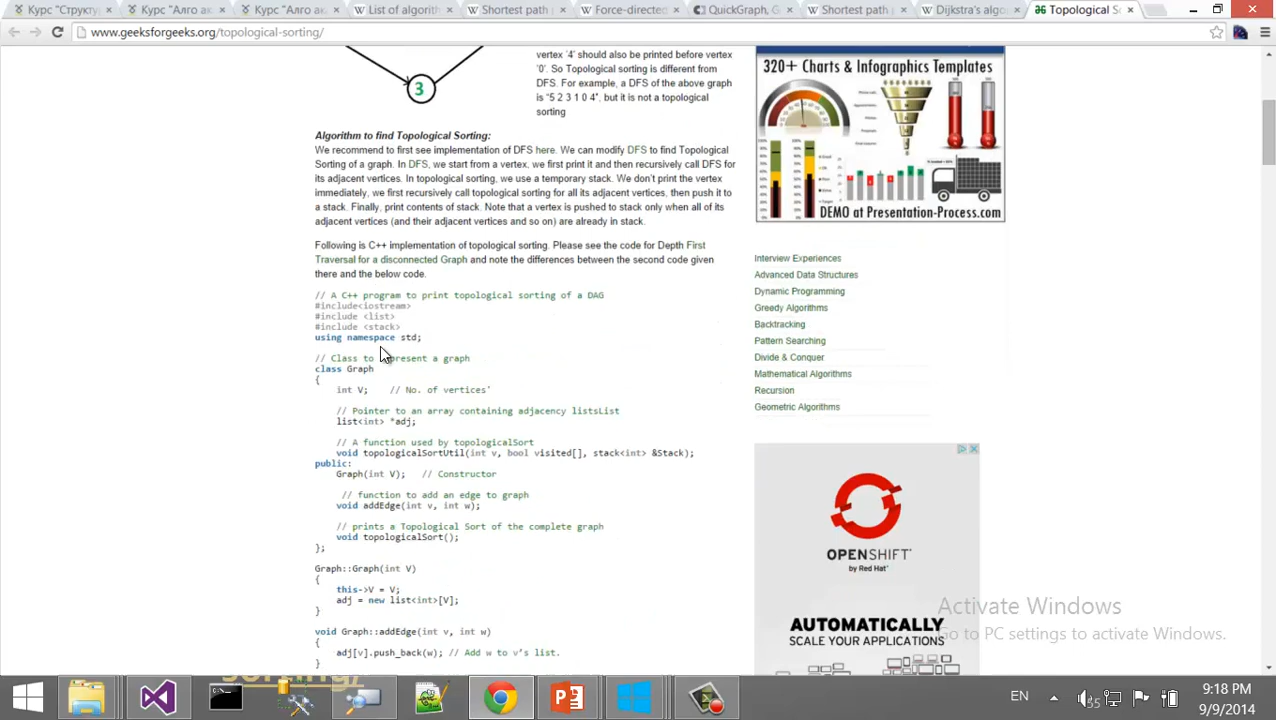 Курс "Структу
Курс "Алго ак
Курс "Алго ак
List of algorith
Shortest path p
Force-directed
QuickGraph, G
Shortest path p
Dijkstra's algo
Topological So
www.geeksforgeeks.org/topological-sorting/
3
vertex '4' should also be printed before vertex
'0'. So Topological sorting is different from
DFS. For example, a DFS of the above graph
is "5 2 3 1 0 4", but it is not a topological
sorting
Algorithm to find Topological Sorting:
We recommend to first see implementation of DFS here. We can modify DFS to find Topological
Sorting of a graph. In DFS, we start from a vertex, we first print it and then recursively call DFS for
its adjacent vertices. In topological sorting, we use a temporary stack. We don't print the vertex
immediately, we first recursively call topological sorting for all its adjacent vertices, then push it to
a stack. Finally, print contents of stack. Note that a vertex is pushed to stack only when all of its
adjacent vertices (and their adjacent vertices and so on) are already in stack.
Following is C++ implementation of topological sorting. Please see the code for Depth First
Traversal for a disconnected Graph and note the differences between the second code given
there and the below code.
// A C++ program to print topological sorting of a DAG
#include<iostream>
#include <list>
#include <stack>
using namespace std;
// Class to represent a graph
class Graph
{
int V;    // No. of vertices'
// Pointer to an array containing adjacency listsList
list<int> *adj;
// A function used by topologicalSort
void topologicalSortUtil(int v, bool visited[], stack<int> &Stack);
public:
Graph(int V);   // Constructor
// function to add an edge to graph
void addEdge(int v, int w);
// prints a Topological Sort of the complete graph
void topologicalSort();
};
Graph::Graph(int V)
{
this->V = V;
adj = new list<int>[V];
}
void Graph::addEdge(int v, int w)
{
adj[v].push_back(w); // Add w to v's list.
}
320+ Charts & Infographics Templates
DEMO at Presentation-Process.com
Interview Experiences
Advanced Data Structures
Dynamic Programming
Greedy Algorithms
Backtracking
Pattern Searching
Divide & Conquer
Mathematical Algorithms
Recursion
Geometric Algorithms
OPENSHIFT
by Red Hat
AUTOMATICALLY
SCALE YOUR APPLICATIONS
Activate Windows
Go to PC settings to activate Windows.
EN
9:18 PM
9/9/2014